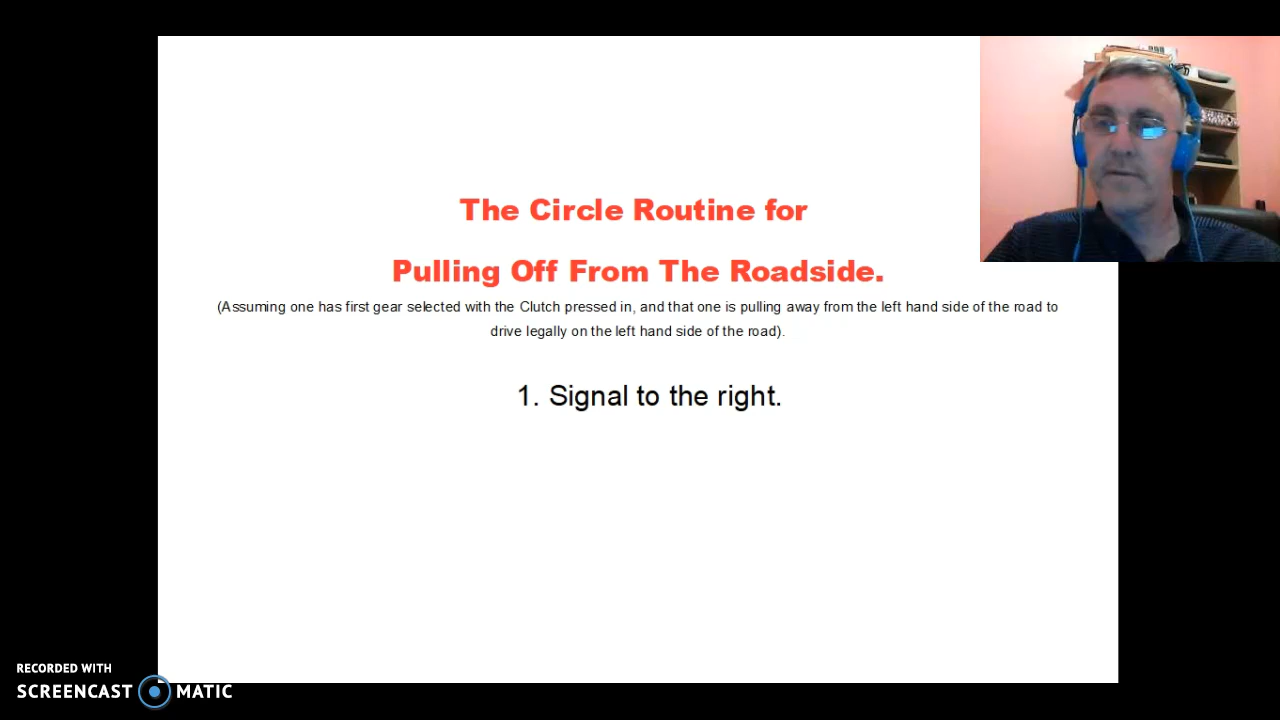 The Circle Routine for
Pulling Off From The Roadside.
(Assuming one has first gear selected with the Clutch pressed in, and that one is pulling away from the left hand side of the road to
drive legally on the left hand side of the road).
1. Signal to the right.
RECORDED WITH
SCREENCAST MATIC